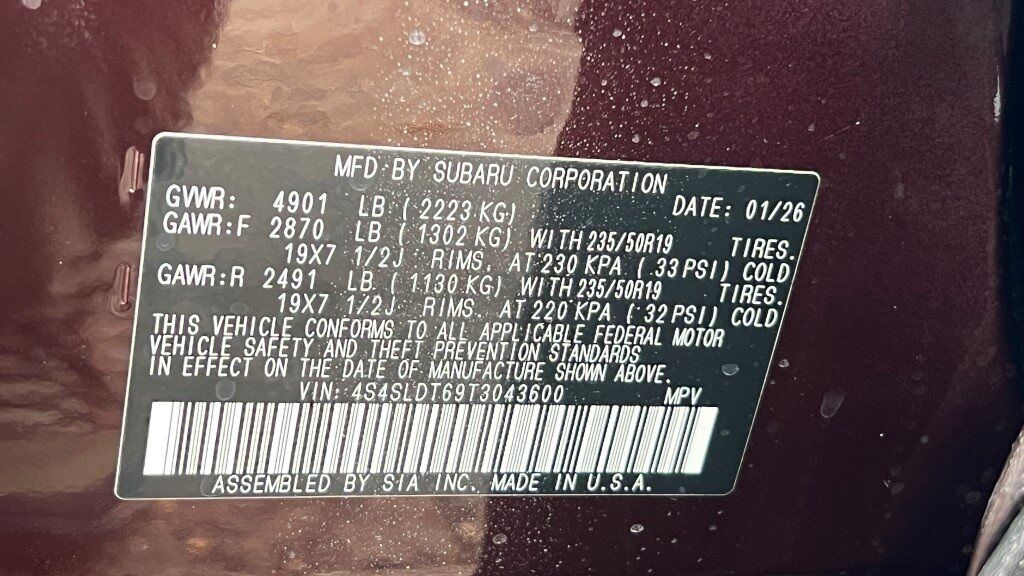 MFD BY SUBARU CORPORATION
GVWR: 4901 LB ( 2223 KG) DATE: 01/26
GAWR:F 2870 LB ( 1302 KG) WITH 235/50R19 TIRES.
19X7 1/2J RIMS, AT 230 KPA ( 33 PSI) COLD
GAWR:R 2491 LB ( 1130 KG) WITH 235/50R19 TIRES.
19X7 1/2J RIMS. AT 220 KPA ( 32 PSI) COLD
THIS VEHICLE CONFORMS TO ALL APPLICABLE FEDERAL MOTOR
VEHICLE SAFETY AND THEFT PREVENTION STANDARDS
IN EFFECT ON THE DATE OF MANUFACTURE SHOWN ABOVE.
VIN: 4S4SLDT69T3043600 MPV
ASSEMBLED BY SIA INC. MADE IN U.S.A.